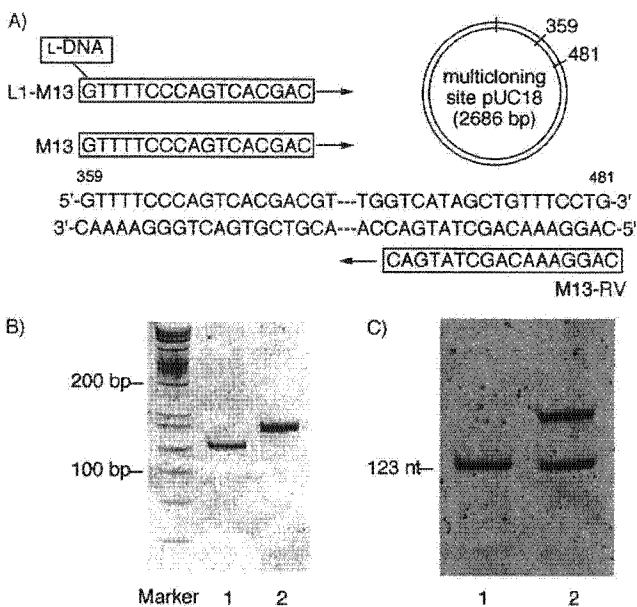 A)
L-DNA
L1-M13 GTTTTCCCAGTCACGAC
M13 GTTTTCCCAGTCACGAC
359
481
multicloning
site pUC18
(2686 bp)
359 481
5'-GTTTTCCCAGTCACGACGT---TGGTCATAGCTGTTTCCTG-3'
3'-CAAAAGGGTCAGTGCTGCA---ACCAGTATCGACAAAGGAC-5'
CAGTATCGACAAAGGAC
M13-RV
B)
200 bp
100 bp
Marker 1 2
C)
123 nt
1 2